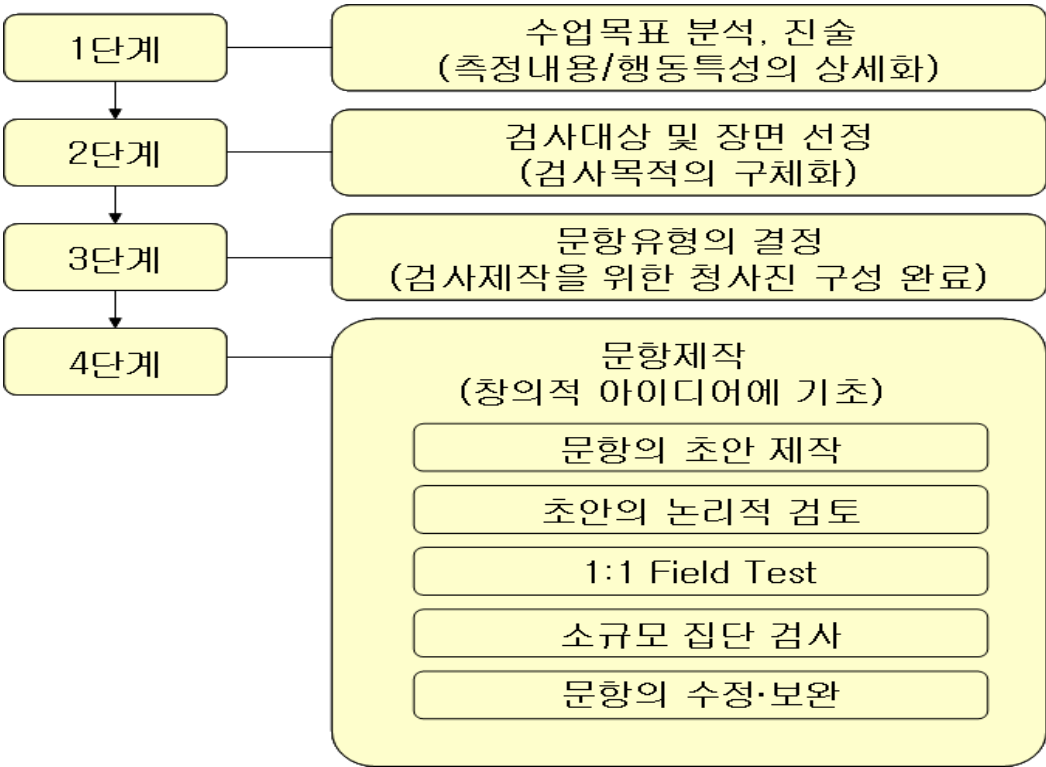 1단계
수업목표 분석, 진술
(측정내용/행동특성의 상세화)
2단계
검사대상 및 장면 선정
(검사목적의 구체화)
3단계
문항유형의 결정
(검사제작을 위한 청사진 구성 완료)
4단계
문항제작
(창의적 아이디어에 기초)
문항의 초안 제작
초안의 논리적 검토
1:1 Field Test
소규모 집단 검사
문항의 수정·보완